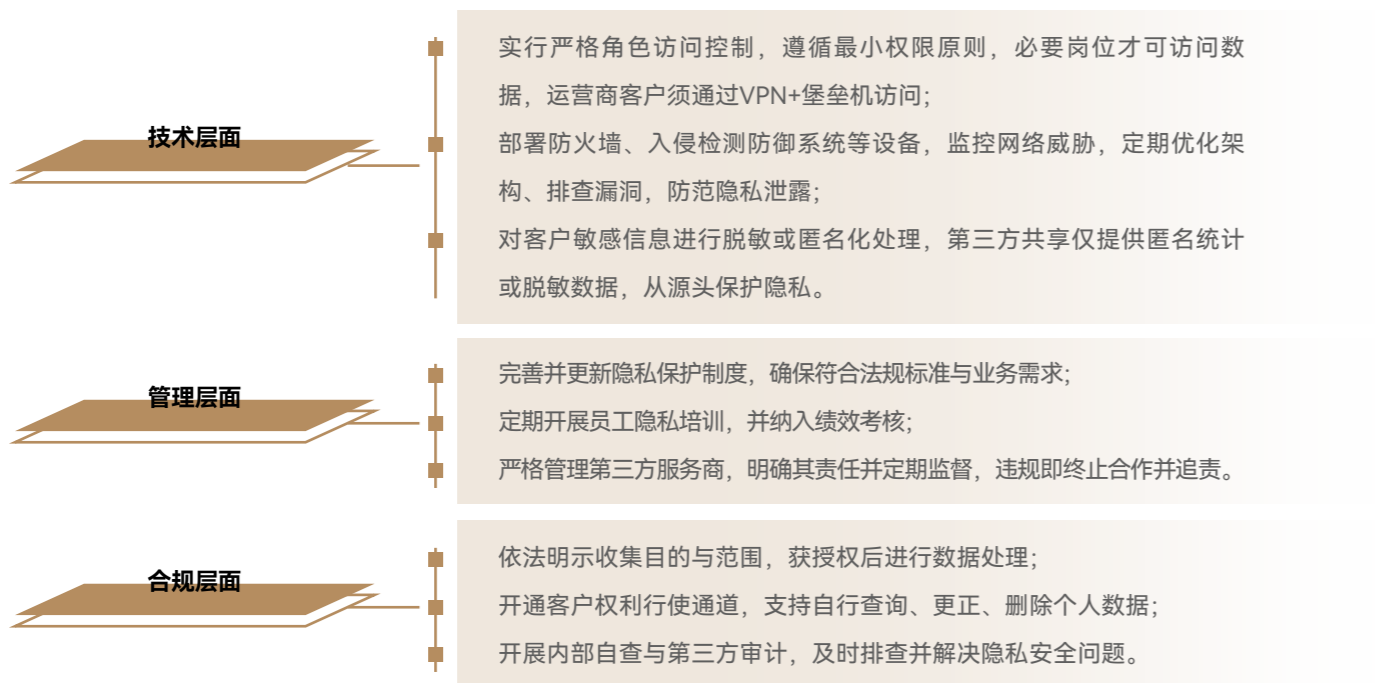 技术层面
实行严格角色访问控制，遵循最小权限原则，必要岗位才可访问数
据，运营商客户须通过VPN+堡垒机访问；
部署防火墙、入侵检测防御系统等设备，监控网络威胁，定期优化架
构、排查漏洞，防范隐私泄露；
对客户敏感信息进行脱敏或匿名化处理，第三方共享仅提供匿名统计
或脱敏数据，从源头保护隐私。
管理层面
完善并更新隐私保护制度，确保符合法规标准与业务需求；
定期开展员工隐私培训，并纳入绩效考核；
严格管理第三方服务商，明确其责任并定期监督，违规即终止合作并追责。
合规层面
依法明示收集目的与范围，获授权后进行数据处理；
开通客户权利行使通道，支持自行查询、更正、删除个人数据；
开展内部自查与第三方审计，及时排查并解决隐私安全问题。